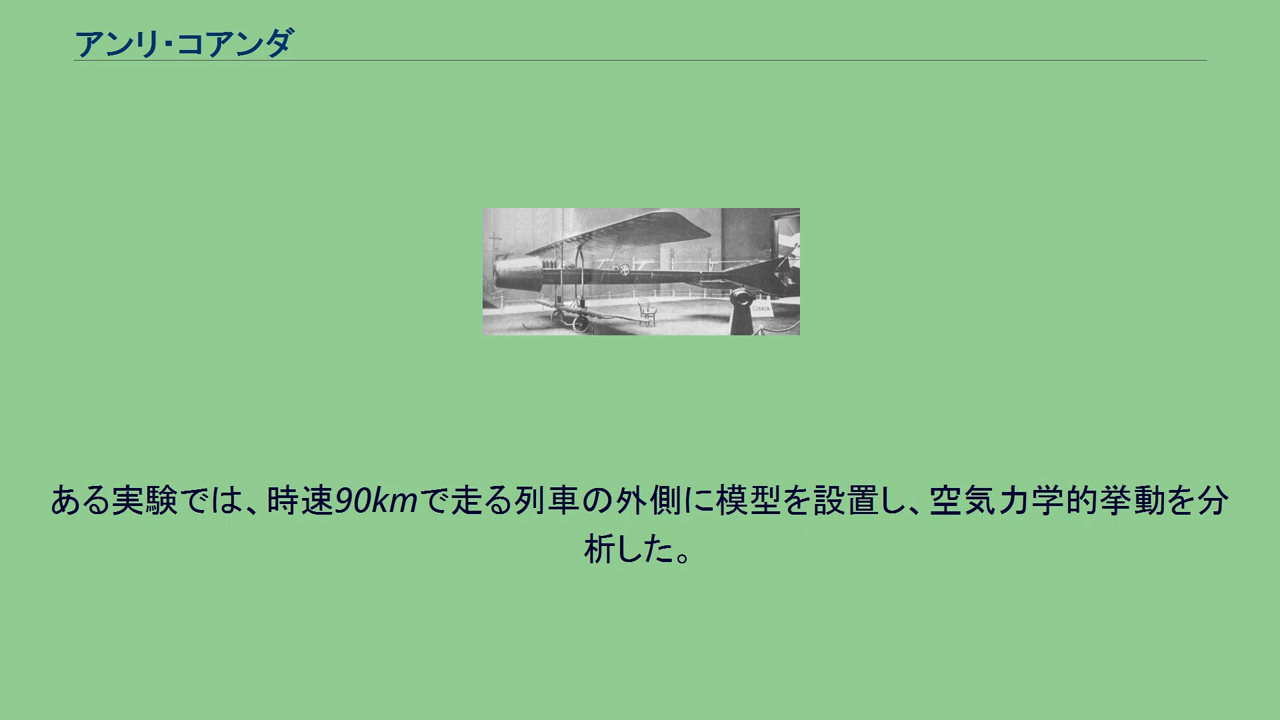 アンリ・コアンダ
ある実験では、時速90kmで走る列車の外側に模型を設置し、空気力学的挙動を分
析した。